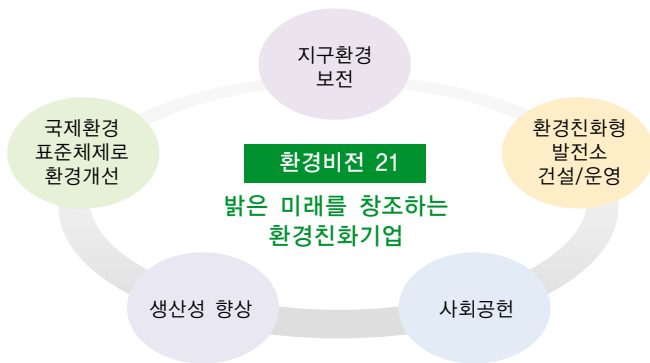 지구환경
보전
국제환경
표준체제로
환경개선
환경친화형
발전소
건설/운영
환경비전 21
밝은 미래를 창조하는
환경친화기업
생산성 향상
사회공헌